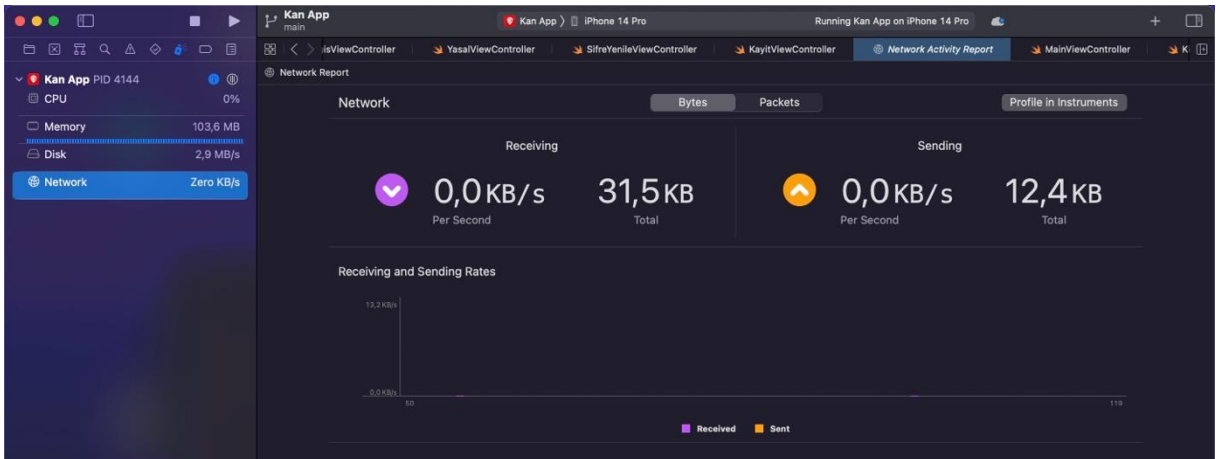 Kan App
main
Kan App 〉 iPhone 14 Pro
Running Kan App on iPhone 14 Pro
isViewController
YasalViewController
SifreYenileViewController
KayitViewController
Network Activity Report
MainViewController
K
Kan App PID 4144
CPU 0%
Memory 103,6 MB
Disk 2,9 MB/s
Network Zero KB/s
Network Report
Network
Bytes
Packets
Profile in Instruments
Receiving
Sending
0,0 KB/s
31,5 KB
0,0 KB/s
12,4 KB
Per Second
Total
Per Second
Total
Receiving and Sending Rates
13,2 KB/s
0,0 KB/s
Received
Sent